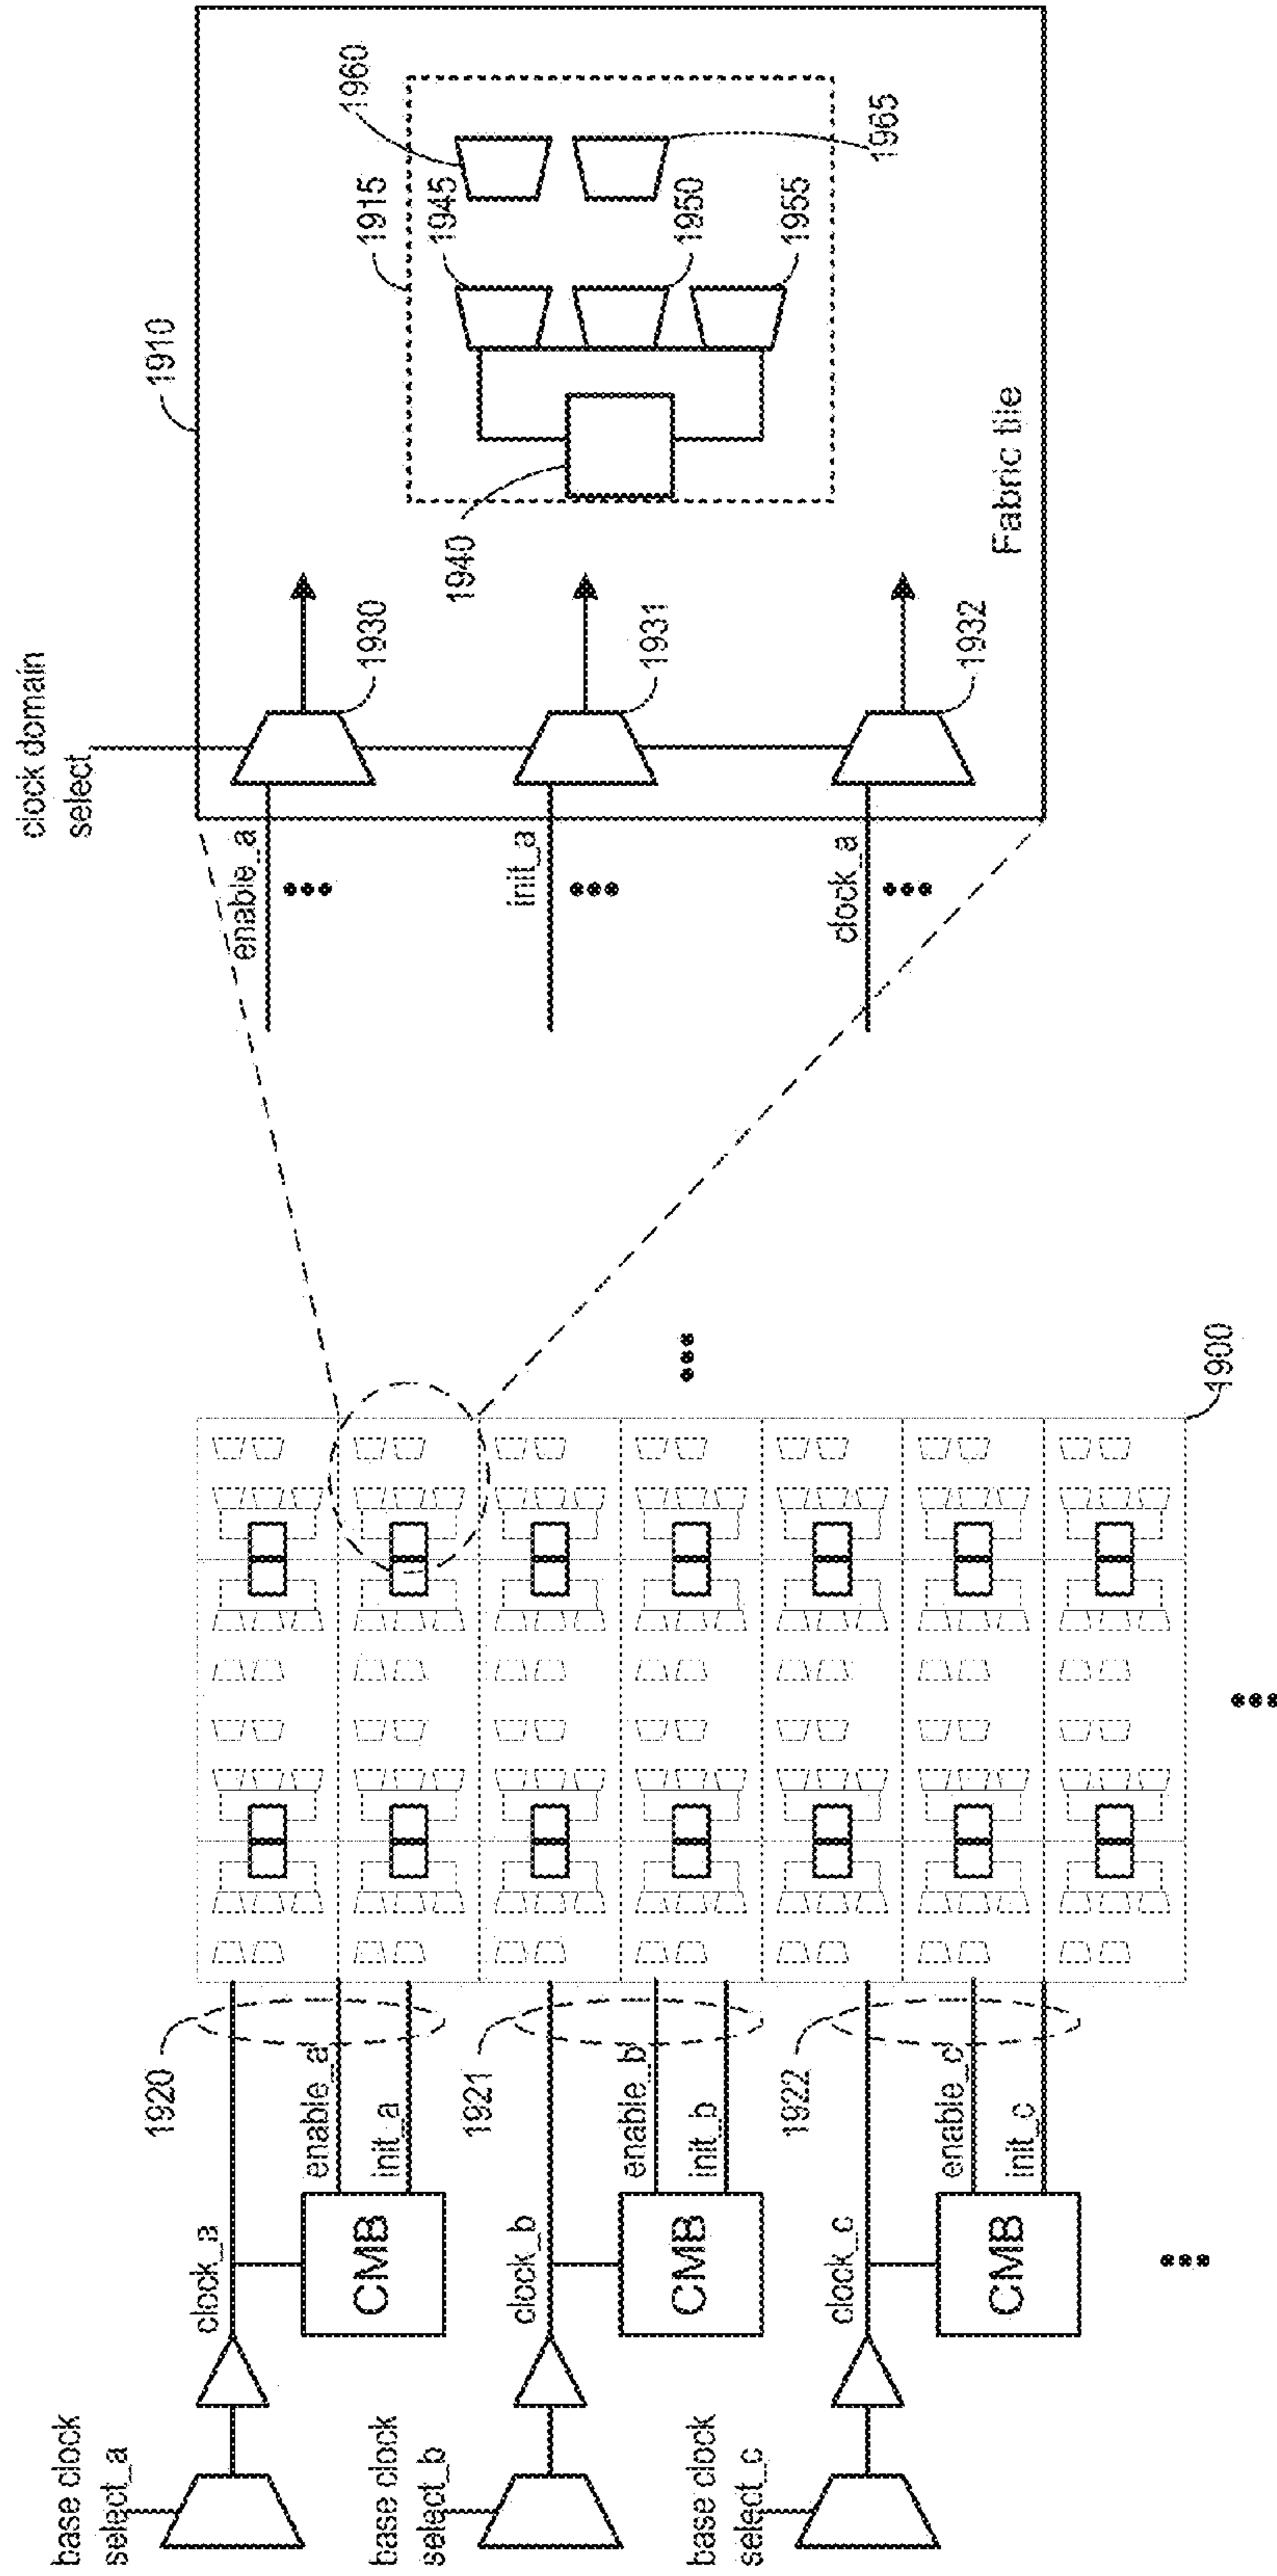 base clock
select_a
clock_a
CMB
enable_a
init_a
1920
base clock
select_b
clock_b
CMB
enable_b
init_b
1921
base clock
select_c
clock_c
CMB
enable_c
init_c
1922
1900
clock domain
select
enable_a
init_a
clock_a
1910
1930
1931
1932
1915
1940
1945
1950
1955
1960
1965
Fabric tile